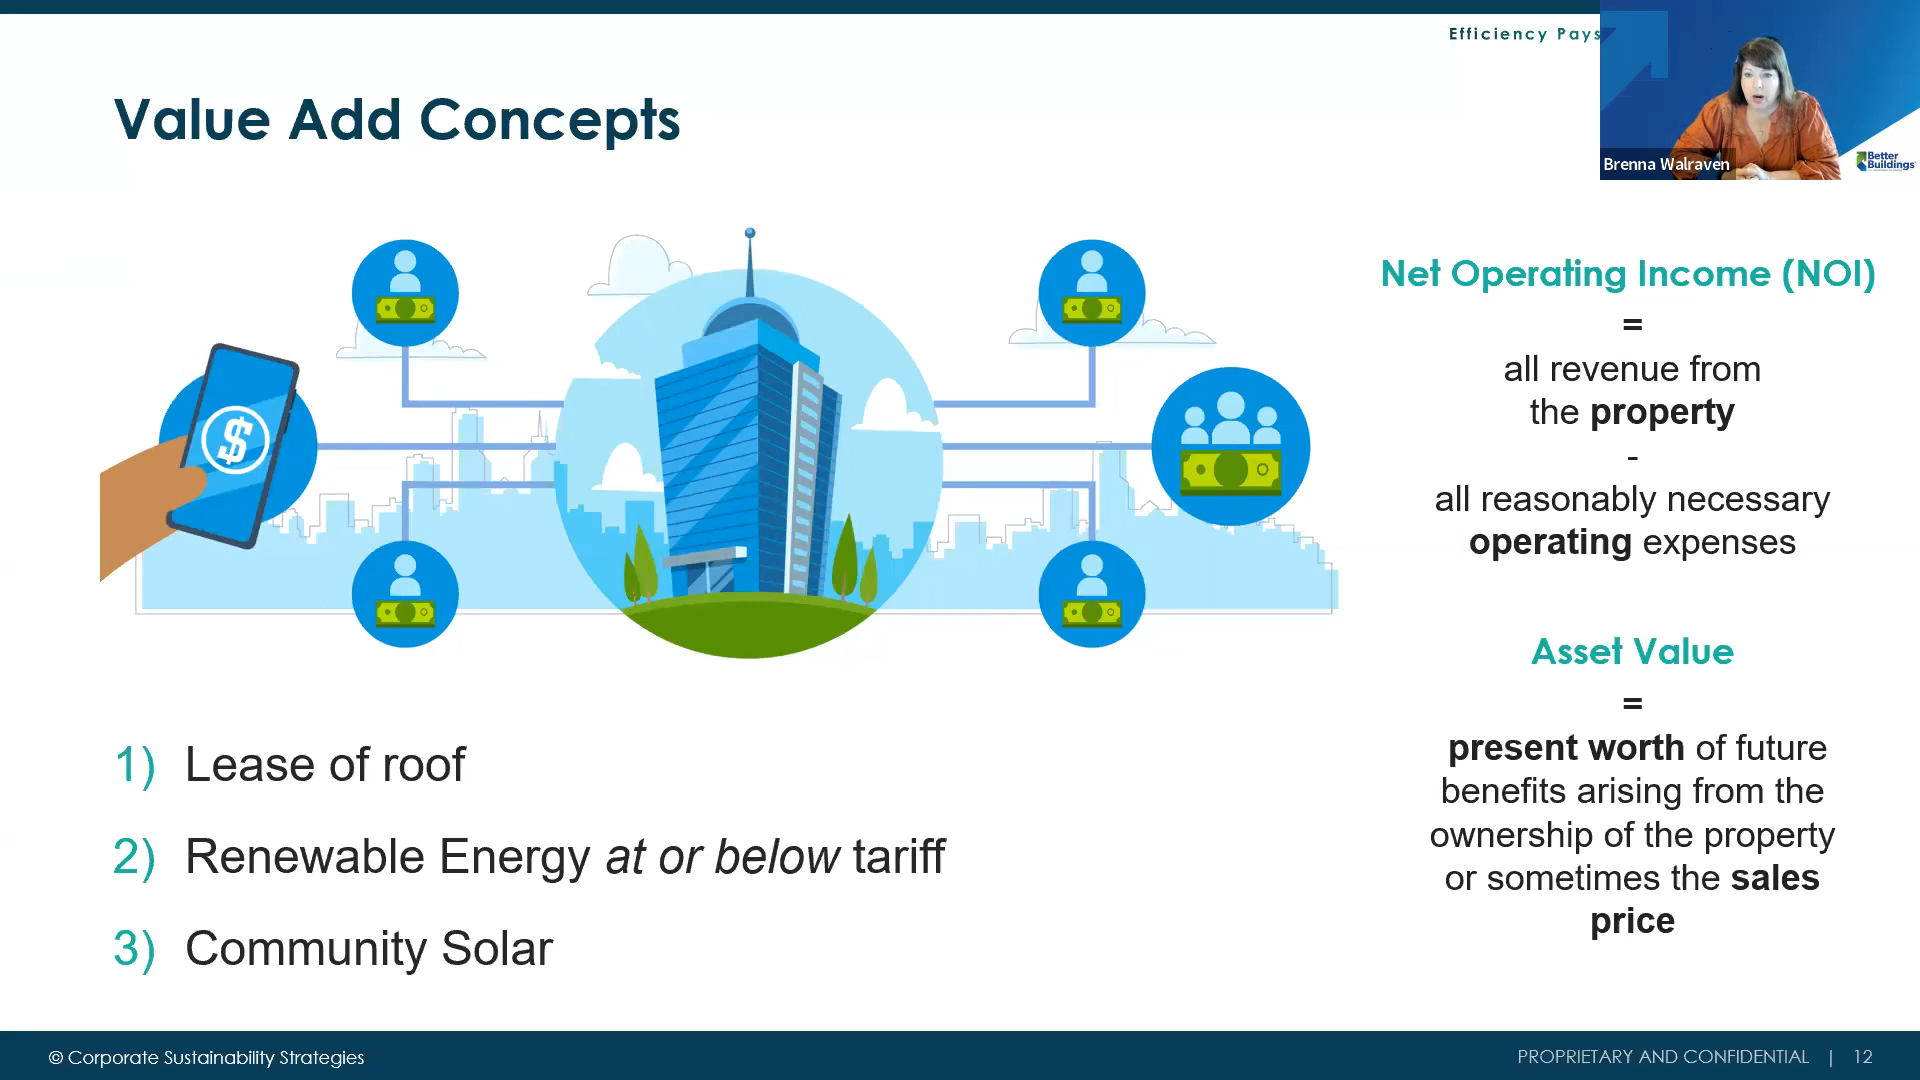 Efficiency Pays
Value Add Concepts
Brenna Walraven
Better
Buildings
$
Net Operating Income (NOI)
=
all revenue from
the property
-
all reasonably necessary
operating expenses
Asset Value
=
present worth of future
benefits arising from the
ownership of the property
or sometimes the sales
price
1) Lease of roof
2) Renewable Energy at or below tariff
3) Community Solar
© Corporate Sustainability Strategies
PROPRIETARY AND CONFIDENTIAL | 12